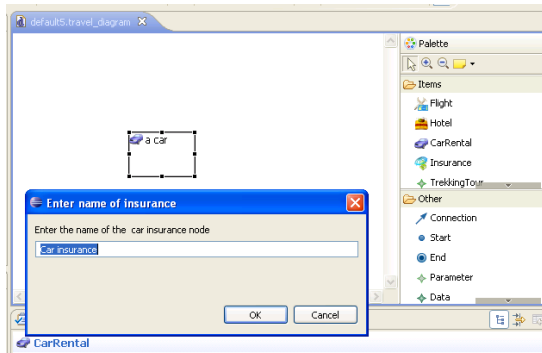 default5.travel_diagram
Palette
Items
Flight
Hotel
CarRental
Insurance
TrekkingTour
Other
Connection
Start
End
Parameter
Data
a car
Enter name of insurance
Enter the name of the car insurance node
Car insurance
OK
Cancel
CarRental